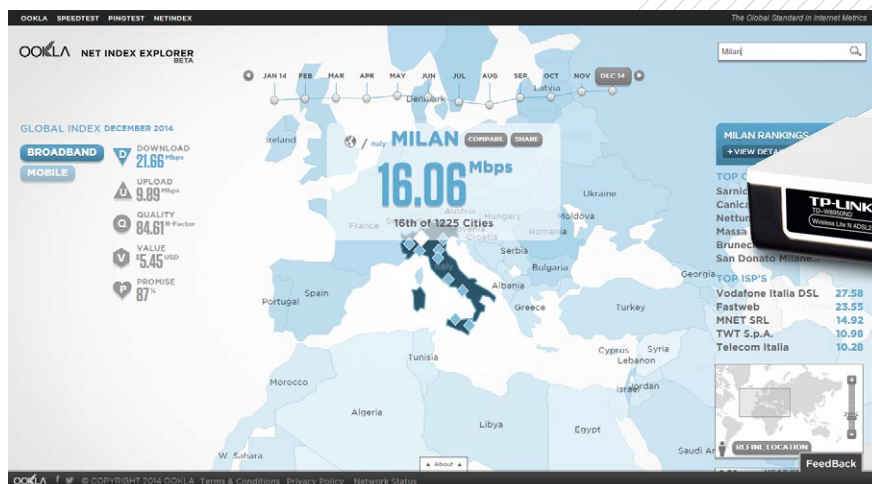 OOKLA SPEEDTEST PINGTEST NETINDEX
The Global Standard in Internet Metrics
OOKLA NET INDEX EXPLORER
BETA
Milan
JAN 14 FEB MAR APR MAY JUN JUL AUG SEP OCT NOV DEC 14
Latvia
Denmark
GLOBAL INDEX DECEMBER 2014
BROADBAND
MOBILE
DOWNLOAD
21.66 Mbps
UPLOAD
9.89 Mbps
QUALITY
84.61 R-Factor
VALUE
$5.45 USD
PROMISE
87%
D
U
Q
V
P
Ireland
/ Italy MILAN COMPARE SHARE
16.06 Mbps
16th of 1225 Cities
MILAN RANKINGS
+VIEW
TOP
Sarnic
Canica
Nettun
Massa
Brunec
San Donato Milane...
TP-LINK
TD-W8950ND
Wireless Lite N ADSL2
TOP ISP'S
Vodafone Italia DSL 27.58
Fastweb 23.55
MNET SRL 14.92
TWT S.p.A. 10.98
Telecom Italia 10.28
Ukraine
Austria
Hungary
Moldova
France
Slovenia
Croatia
Romania
Serbia
Italy
Bulgaria
Georgia
Albania
Portugal
Spain
Greece
Turkey
Tunisia
Cyprus
Syria
Lebanon
Israel
Jordan
Morocco
Algeria
Libya
Egypt
W. Sahara
Saudi Ar
About
REFINE LOCATION
FeedBack
OOKLA © COPYRIGHT 2014 OOKLA Terms & Conditions Privacy Policy Network Status